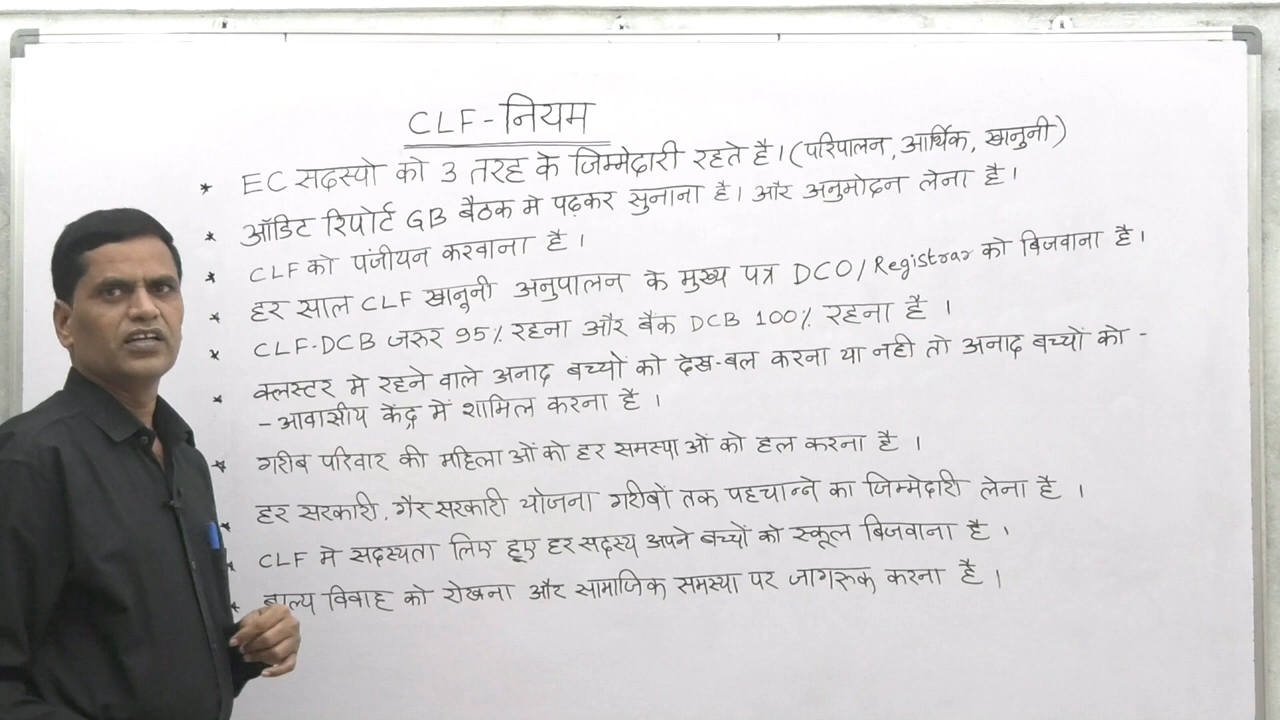 CLF-नियम
* EC सदस्यो को 3 तरह के जिम्मेदारी रहते है। (परिपालन, आर्थिक, खानुनी)
* ऑडिट रिपोर्ट GB बैठक मे पढ़कर सुनाना है। और अनुमोदन लेना है।
* CLF को पंजीयन करवाना है ।
* हर साल CLF खानूनी अनुपालन के मुख्य पत्र DCO/Registrar को बिजवाना है।
* CLF-DCB जरुर 95% रहना और बैंक DCB 100% रहना है ।
* क्लस्टर मे रहने वाले अनाद बच्चों को देख-बल करना या नही तो अनाद बच्चों को -
- आवासीय केंद्र में शामिल करना है ।
* गरीब परिवार की महिला ओं को हर समस्या ओं को हल करना है ।
* हर सरकारी, गैर सरकारी योजना गरीबों तक पहचान्ने का जिम्मेदारी लेना है ।
* CLF मे सदस्यता लिए हूए हर सदस्य अपने बच्चों को स्कूल बिजवाना है ।
* बाल्य विवाह को रोखना और सामाजिक समस्या पर जागरुक करना है ।